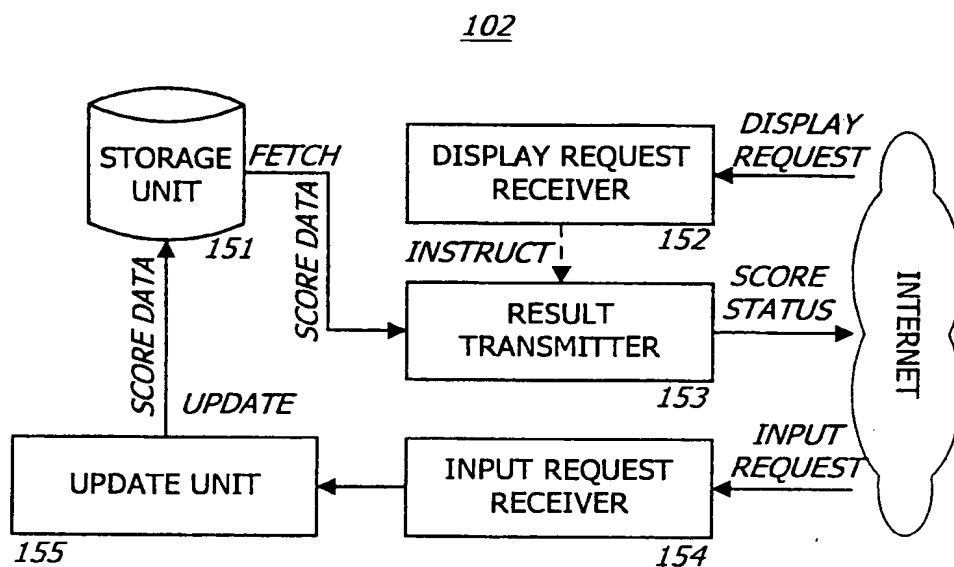 102
STORAGE
UNIT
151
FETCH
SCORE DATA
DISPLAY REQUEST
RECEIVER
152
DISPLAY
REQUEST
INSTRUCT
RESULT
TRANSMITTER
153
SCORE
STATUS
INTERNET
SCORE DATA
UPDATE
UPDATE UNIT
155
INPUT REQUEST
RECEIVER
154
INPUT
REQUEST